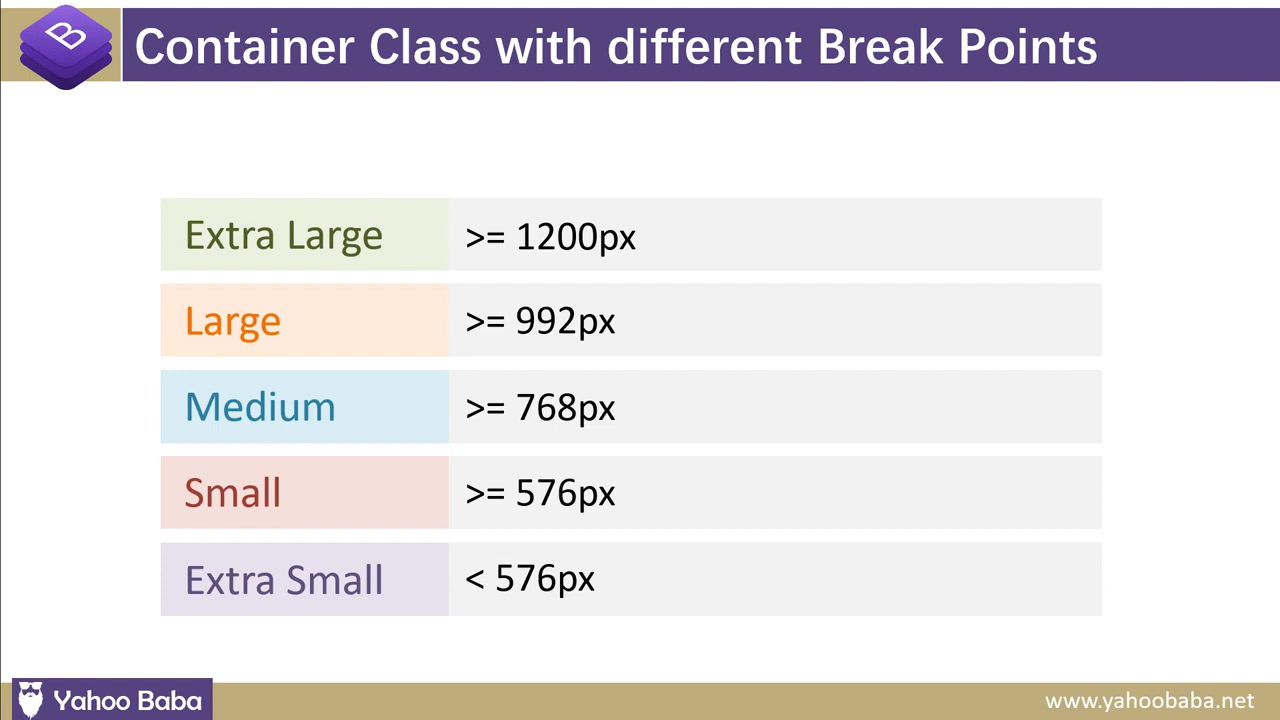 B
Container Class with different Break Points
Extra Large >= 1200px
Large >= 992px
Medium >= 768px
Small >= 576px
Extra Small < 576px
Yahoo Baba www.yahoobaba.net